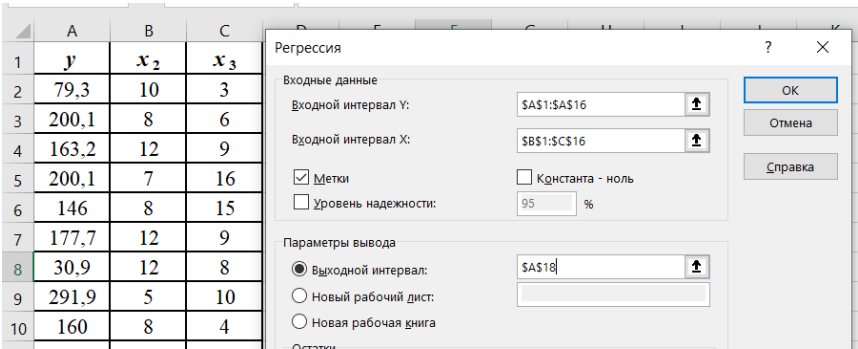 A B C
Регрессия ? ×
1 y x 2 x 3
Входные данные
2 79,3 10 3
Входной интервал Y: $A$1:$A$16
ОК
3 200,1 8 6
Отмена
4 163,2 12 9
Входной интервал X: $B$1:$C$16
Справка
5 200,1 7 16
Метки Константа - ноль
6 146 8 15
Уровень надежности: 95 %
7 177,7 12 9
Параметры вывода
8 30,9 12 8
Выходной интервал: $A$18
9 291,9 5 10
Новый рабочий лист:
10 160 8 4
Новая рабочая книга
Остатки